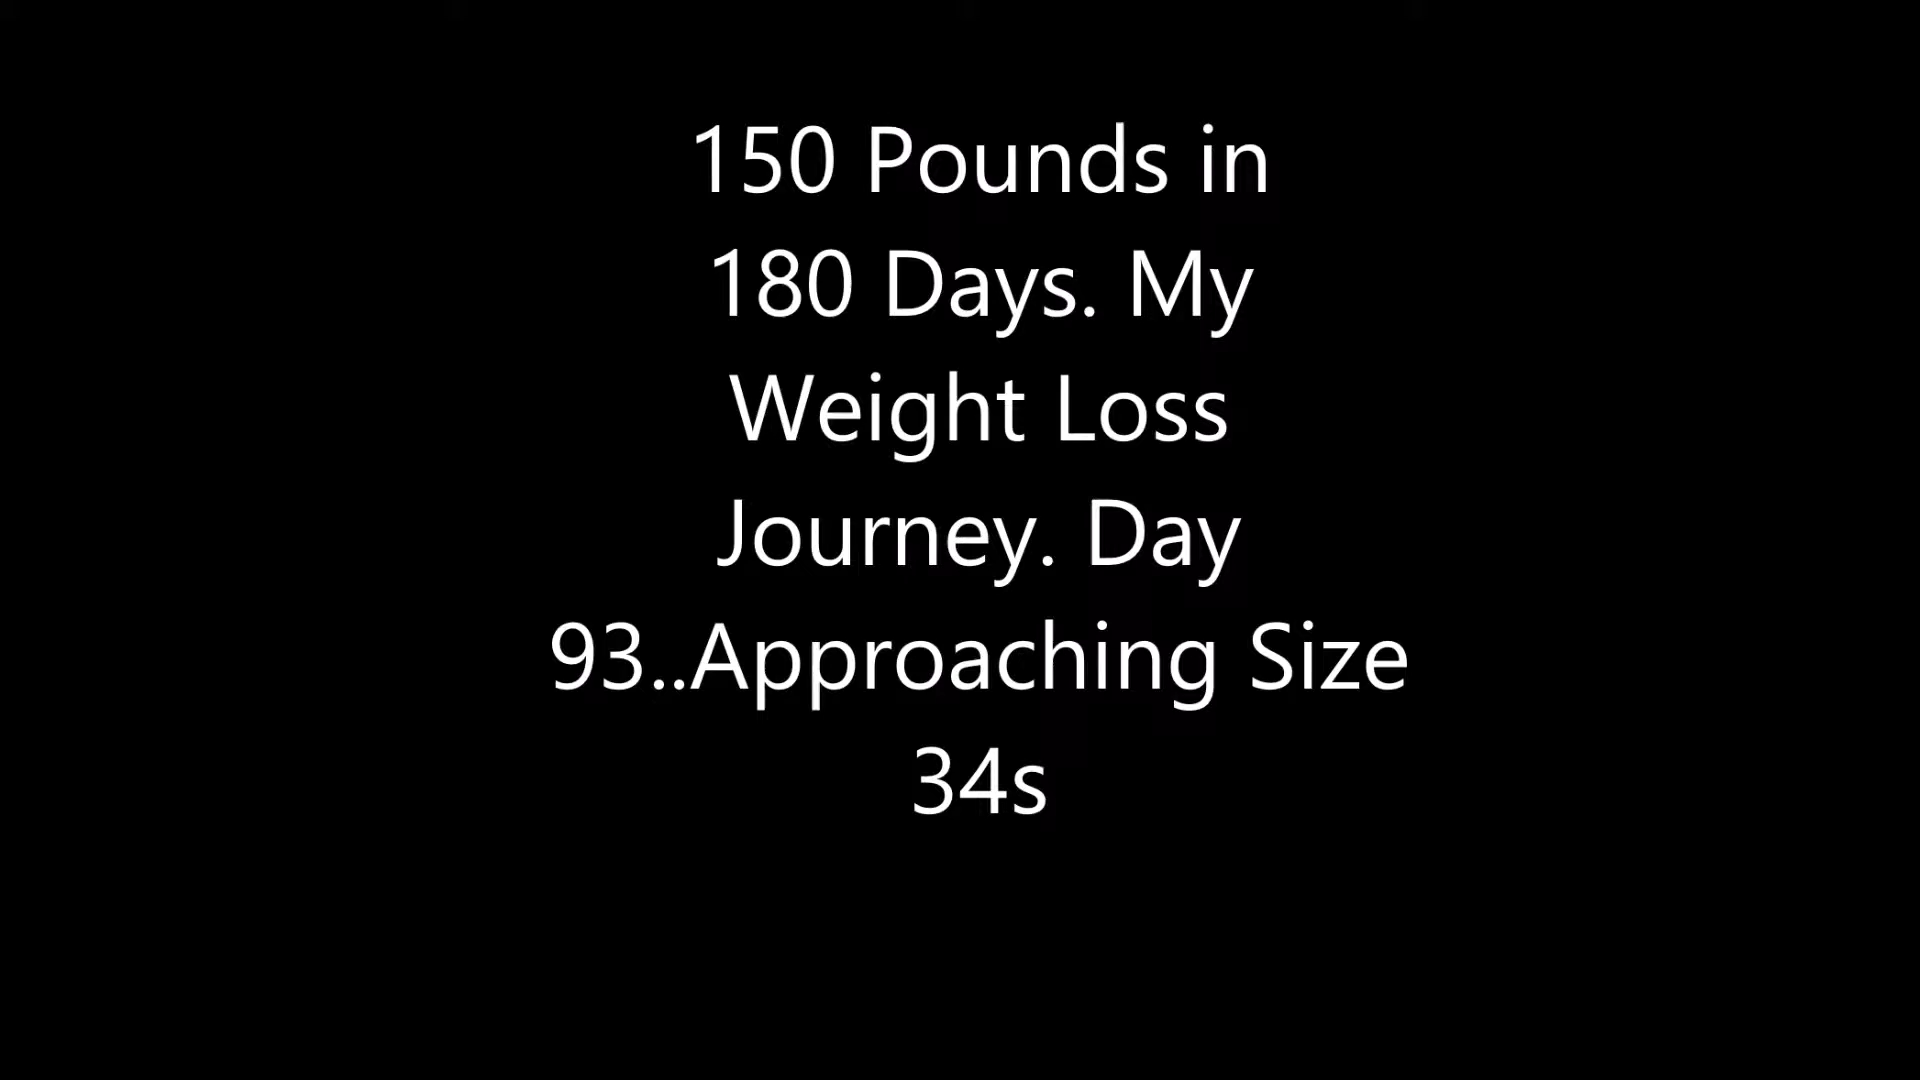 150 Pounds in
180 Days. My
Weight Loss
Journey. Day
93..Approaching Size
34s